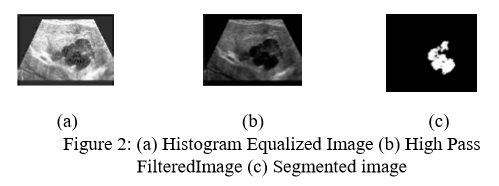 (a) (b) (c)
Figure 2: (a) Histogram Equalized Image (b) High Pass
FilteredImage (c) Segmented image